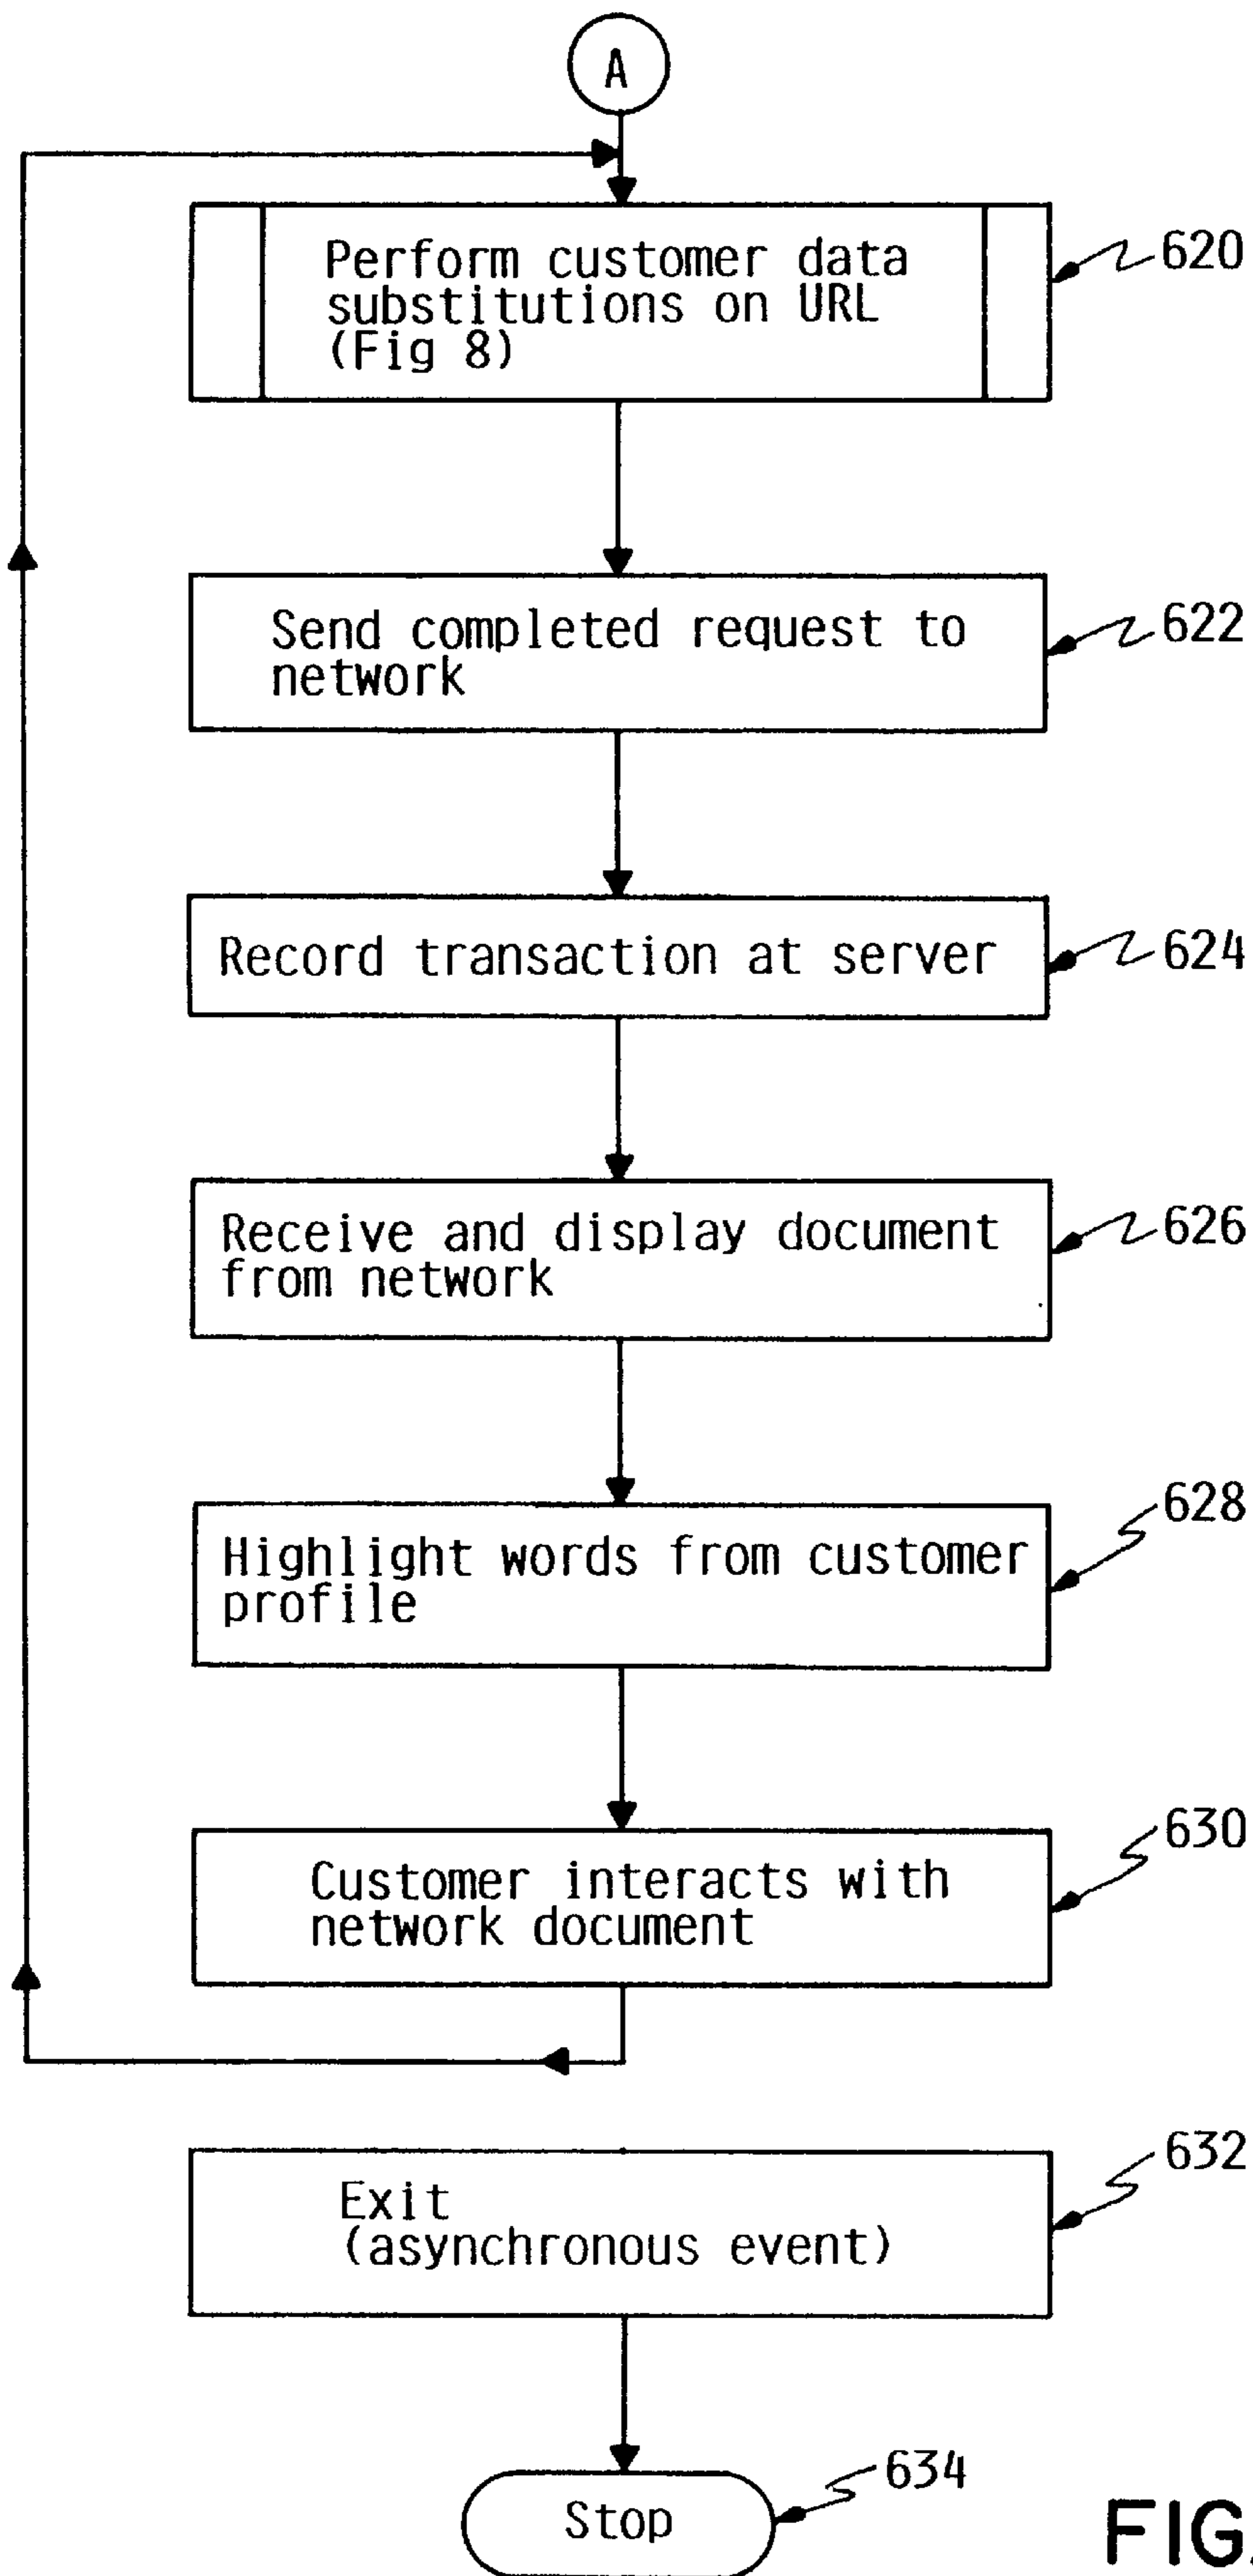 A
Perform customer data
substitutions on URL
(Fig 8)
620
Send completed request to
network
622
Record transaction at server
624
Receive and display document
from network
626
Highlight words from customer
profile
628
Customer interacts with
network document
630
Exit
(asynchronous event)
632
Stop
634
FIG.